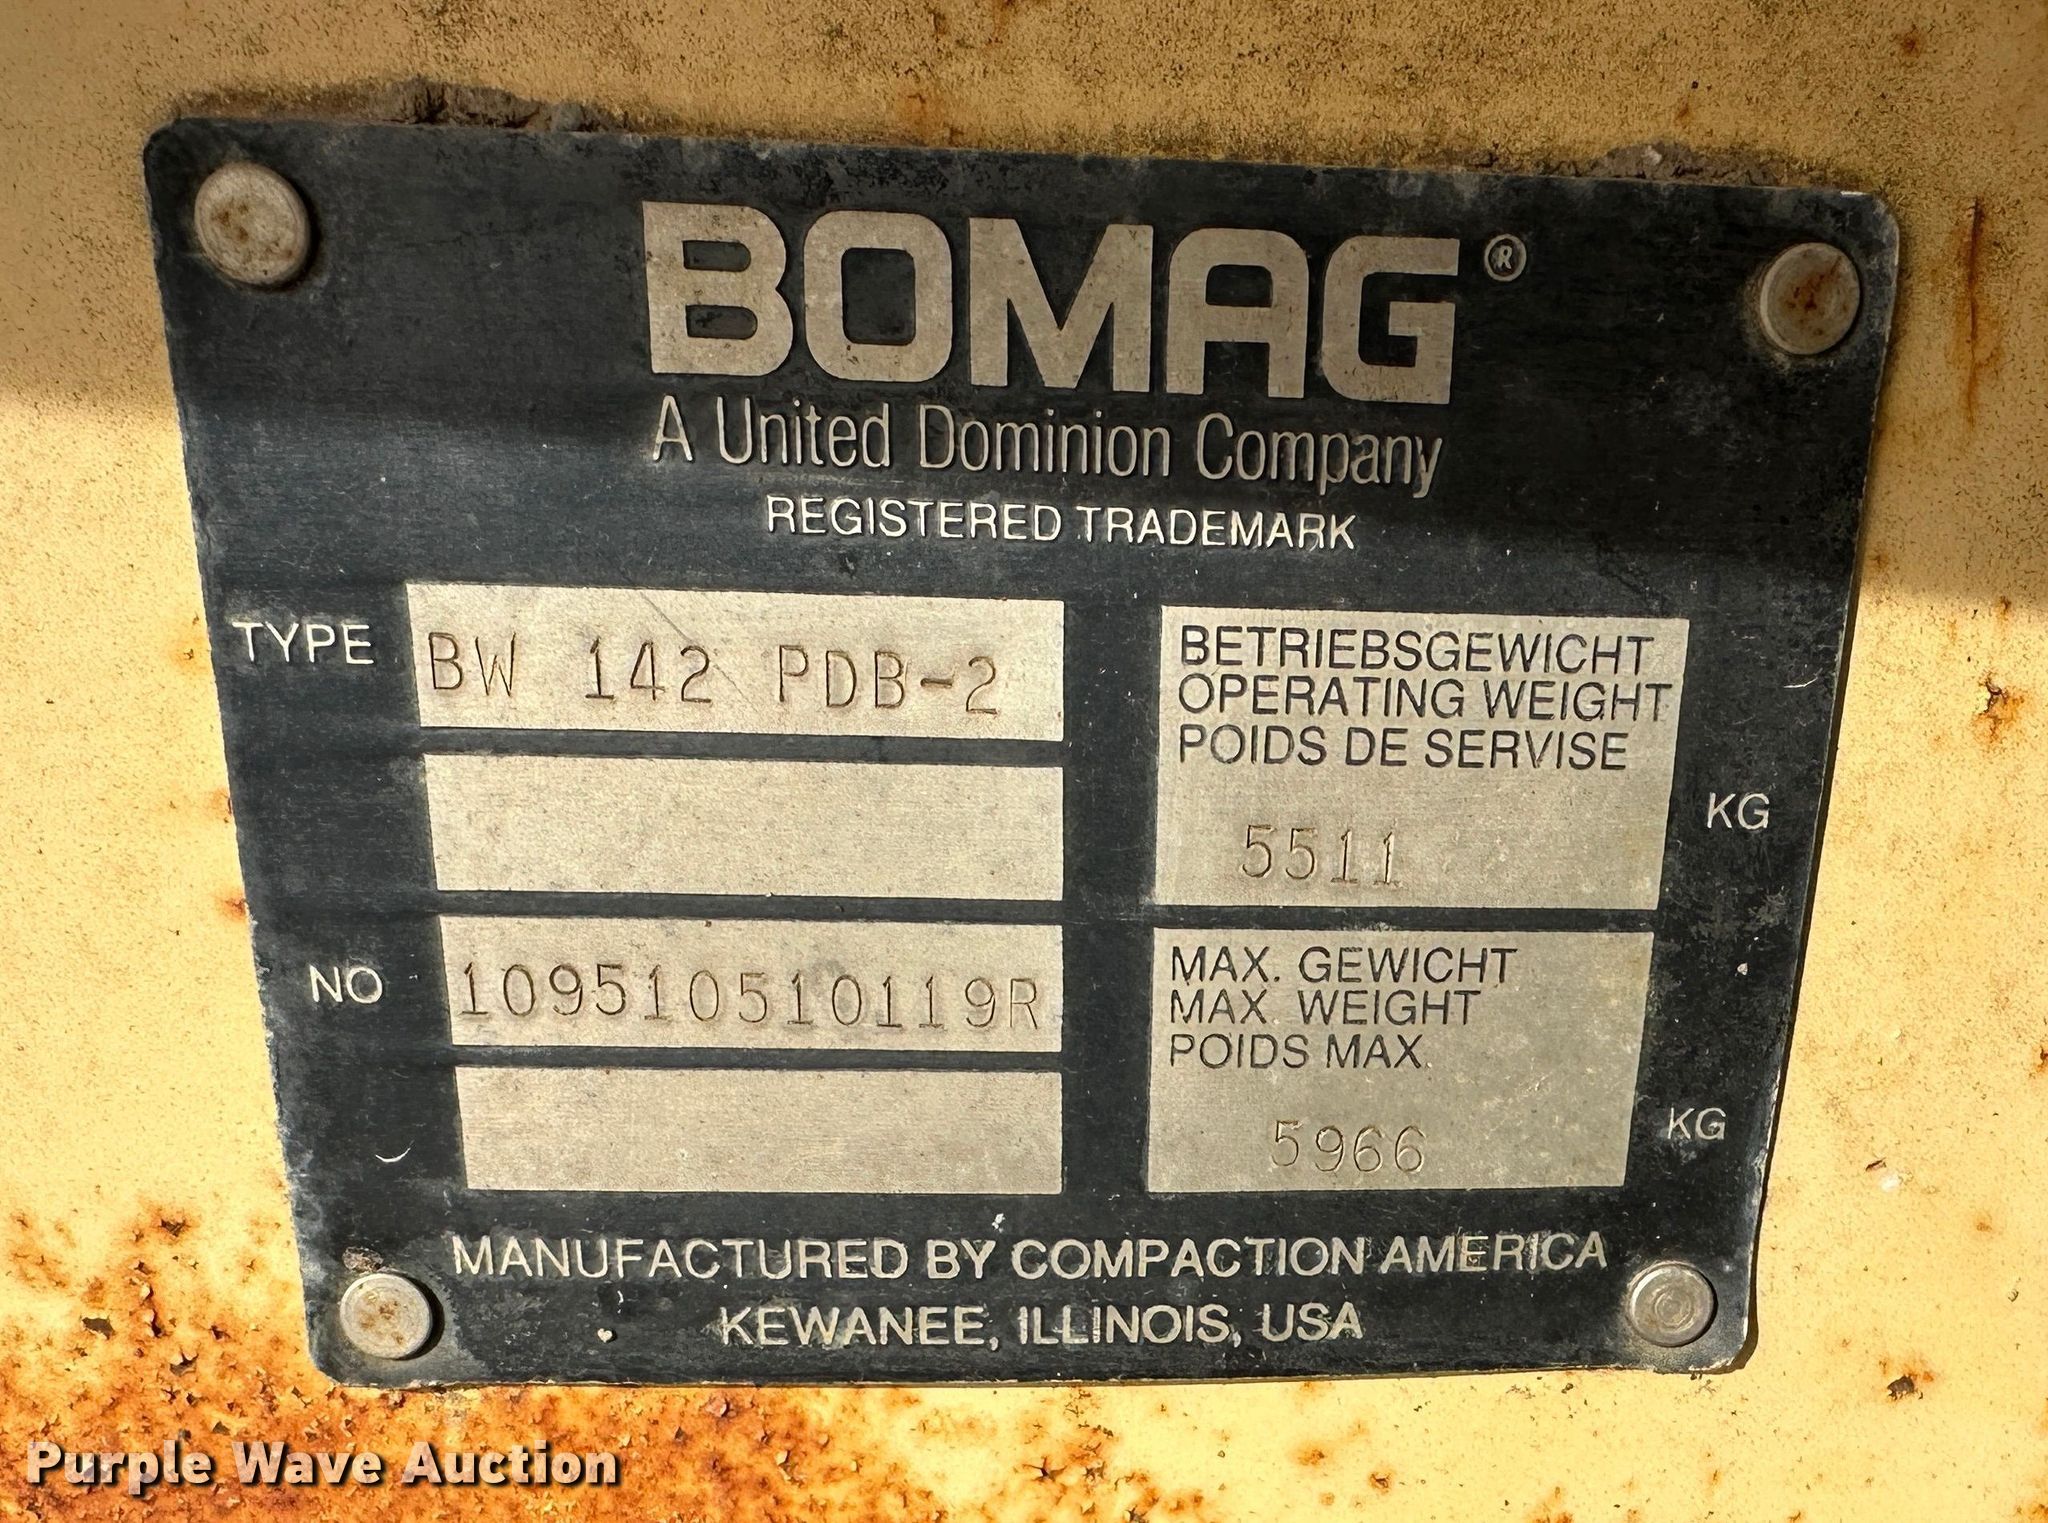 BOMAG®
A United Dominion Company
REGISTERED TRADEMARK
TYPE BW 142 PDB-2
BETRIEBSGEWICHT
OPERATING WEIGHT
POIDS DE SERVISE
5511 KG
NO 109510510119R
MAX. GEWICHT
MAX. WEIGHT
POIDS MAX.
5966 KG
MANUFACTURED BY COMPACTION AMERICA
KEWANEE, ILLINOIS, USA
Purple Wave Auction